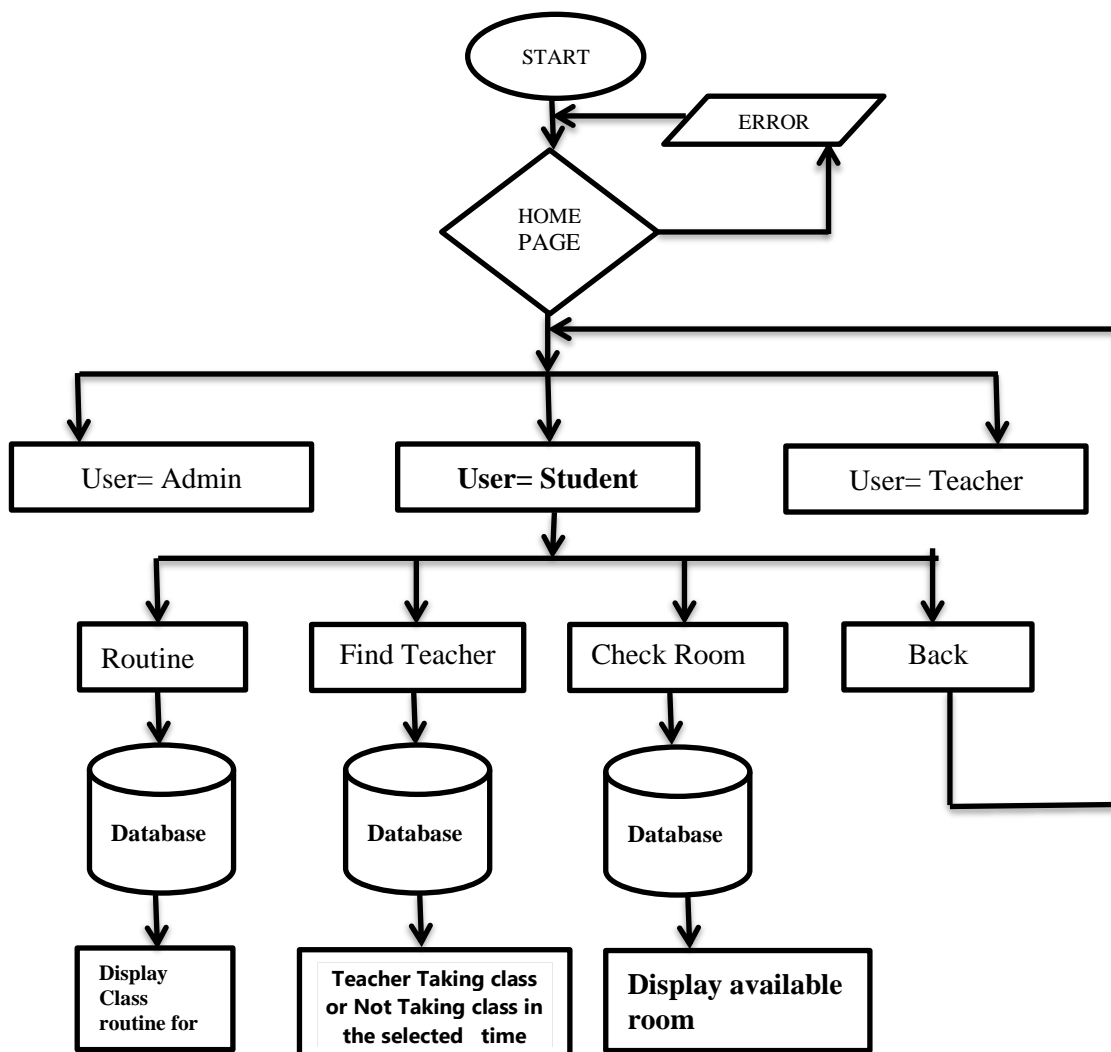 START
ERROR
HOME
PAGE
User= Admin
User= Student
User= Teacher
Routine
Find Teacher
Check Room
Back
Database
Database
Database
Display
Class
routine for
Teacher Taking class
or Not Taking class in
the selected time
Display available
room